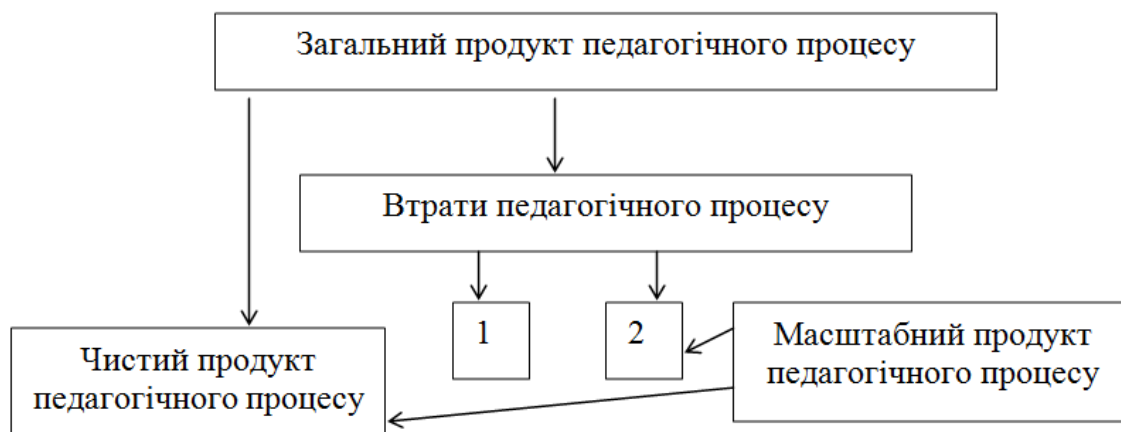 Загальний продукт педагогічного процесу
Втрати педагогічного процесу
1
2
Масштабний продукт
педагогічного процесу
Чистий продукт
педагогічного процесу